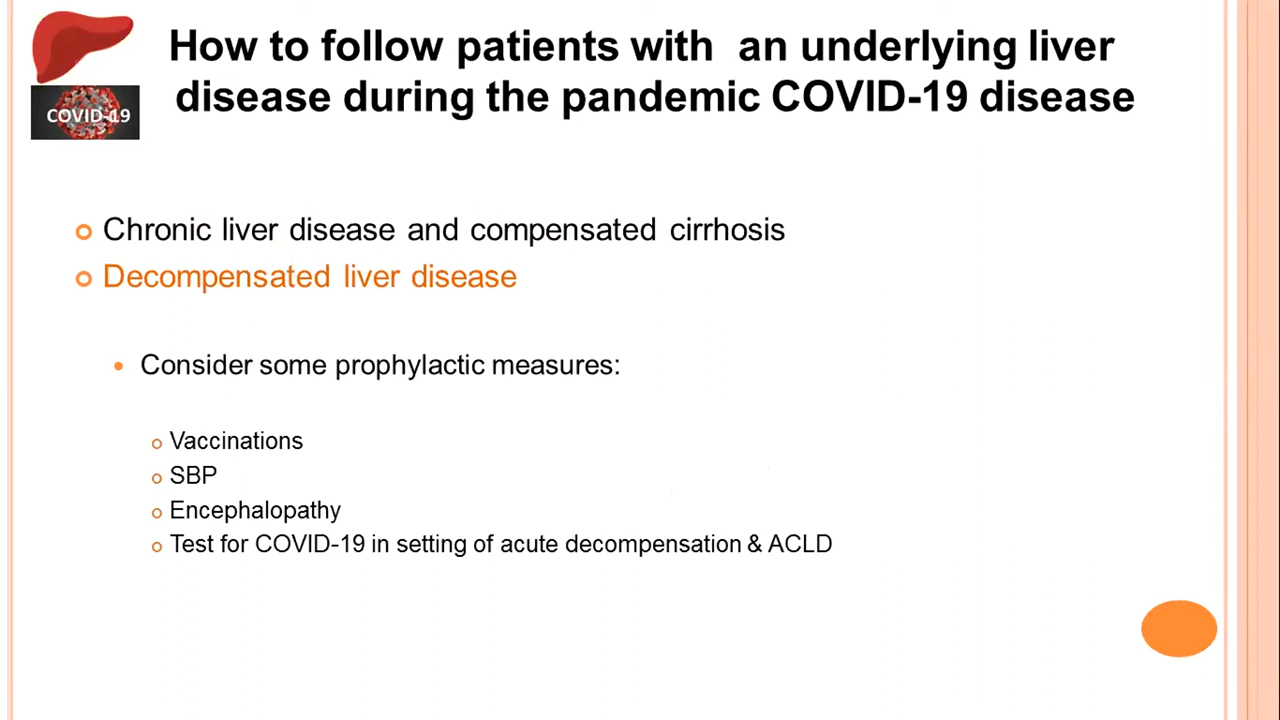 How to follow patients with an underlying liver
disease during the pandemic COVID-19 disease
COVID-19
Chronic liver disease and compensated cirrhosis
Decompensated liver disease
Consider some prophylactic measures:
Vaccinations
SBP
Encephalopathy
Test for COVID-19 in setting of acute decompensation & ACLD